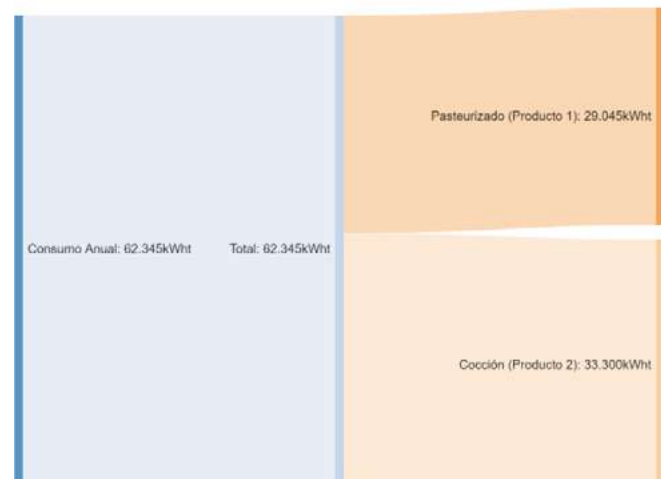 Pasteurizado (Producto 1): 29.045kWht
Consumo Anual: 62.345kWht
Total: 62.345kWht
Cocción (Producto 2): 33.300kWht